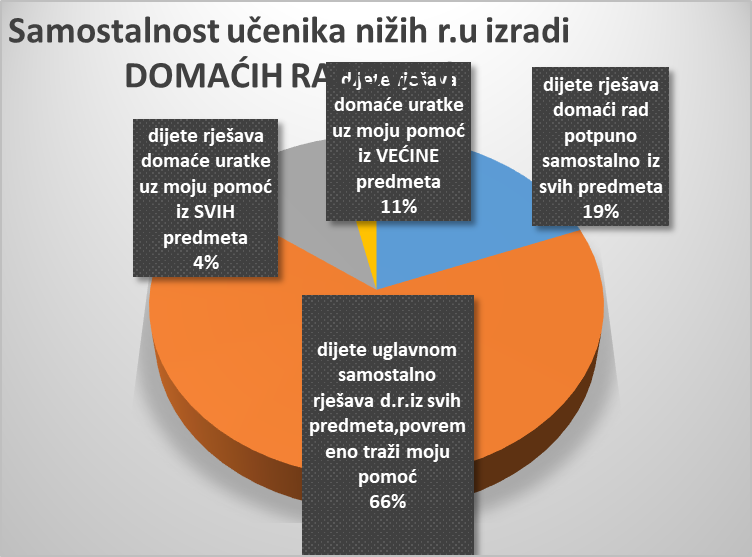 Samostalnost učenika nižih r.u izradi
DOMAĆIH
dijete rješava
domaće uratke
uz moju pomoć
iz VEĆINE
predmeta
11%
dijete rješava
domaći rad
potpuno
samostalno iz
svih predmeta
19%
dijete rješava
domaće uratke
uz moju pomoć
iz SVIH
predmeta
4%
dijete uglavnom
samostalno
rješava d.r.iz svih
predmeta,povrem
eno traži moju
pomoć
66%